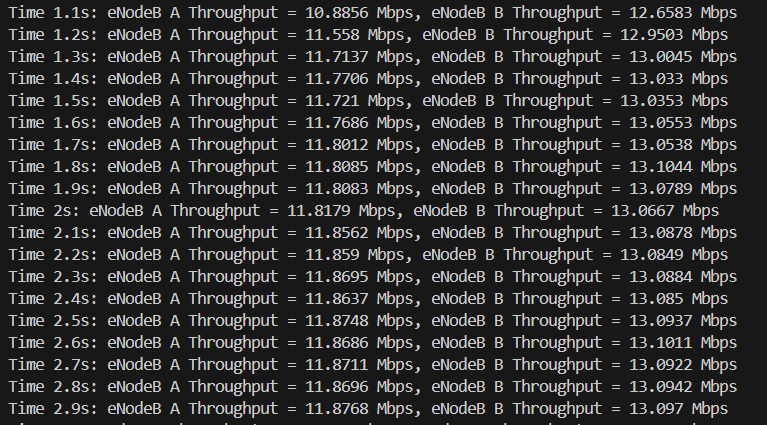 Time 1.1s: eNodeB A Throughput = 10.8856 Mbps, eNodeB B Throughput = 12.6583 Mbps
Time 1.2s: eNodeB A Throughput = 11.558 Mbps, eNodeB B Throughput = 12.9503 Mbps
Time 1.3s: eNodeB A Throughput = 11.7137 Mbps, eNodeB B Throughput = 13.0045 Mbps
Time 1.4s: eNodeB A Throughput = 11.7706 Mbps, eNodeB B Throughput = 13.033 Mbps
Time 1.5s: eNodeB A Throughput = 11.721 Mbps, eNodeB B Throughput = 13.0353 Mbps
Time 1.6s: eNodeB A Throughput = 11.7686 Mbps, eNodeB B Throughput = 13.0553 Mbps
Time 1.7s: eNodeB A Throughput = 11.8012 Mbps, eNodeB B Throughput = 13.0538 Mbps
Time 1.8s: eNodeB A Throughput = 11.8085 Mbps, eNodeB B Throughput = 13.1044 Mbps
Time 1.9s: eNodeB A Throughput = 11.8083 Mbps, eNodeB B Throughput = 13.0789 Mbps
Time 2s: eNodeB A Throughput = 11.8179 Mbps, eNodeB B Throughput = 13.0667 Mbps
Time 2.1s: eNodeB A Throughput = 11.8562 Mbps, eNodeB B Throughput = 13.0878 Mbps
Time 2.2s: eNodeB A Throughput = 11.859 Mbps, eNodeB B Throughput = 13.0849 Mbps
Time 2.3s: eNodeB A Throughput = 11.8695 Mbps, eNodeB B Throughput = 13.0884 Mbps
Time 2.4s: eNodeB A Throughput = 11.8637 Mbps, eNodeB B Throughput = 13.085 Mbps
Time 2.5s: eNodeB A Throughput = 11.8748 Mbps, eNodeB B Throughput = 13.0937 Mbps
Time 2.6s: eNodeB A Throughput = 11.8686 Mbps, eNodeB B Throughput = 13.1011 Mbps
Time 2.7s: eNodeB A Throughput = 11.8711 Mbps, eNodeB B Throughput = 13.0922 Mbps
Time 2.8s: eNodeB A Throughput = 11.8696 Mbps, eNodeB B Throughput = 13.0942 Mbps
Time 2.9s: eNodeB A Throughput = 11.8768 Mbps, eNodeB B Throughput = 13.097 Mbps